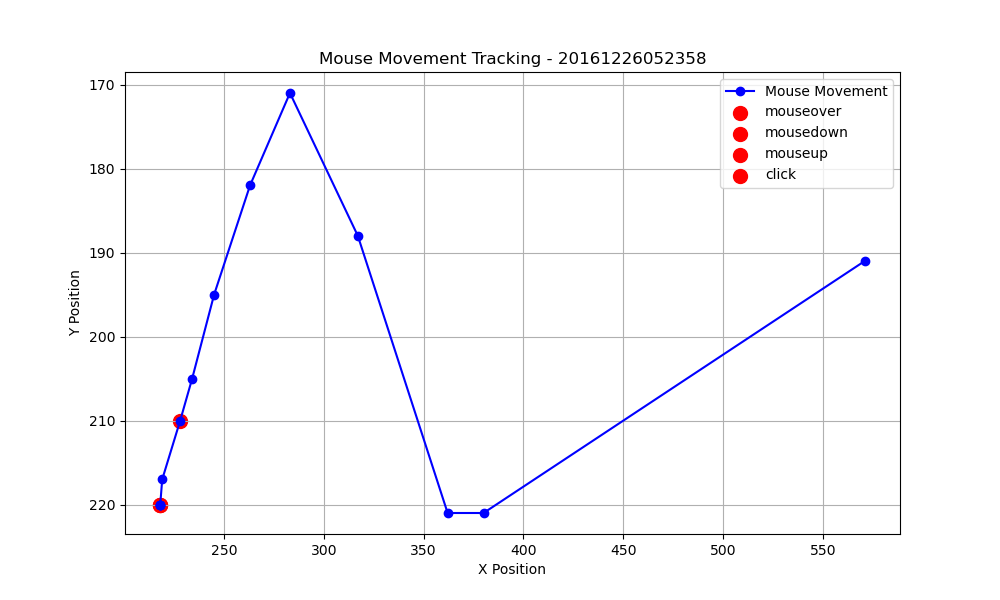 Mouse Movement Tracking - 20161226052358
Mouse Movement
mouseover
mousedown
mouseup
click
170
180
190
200
210
220
Y Position
250
300
350
400
450
500
550
X Position